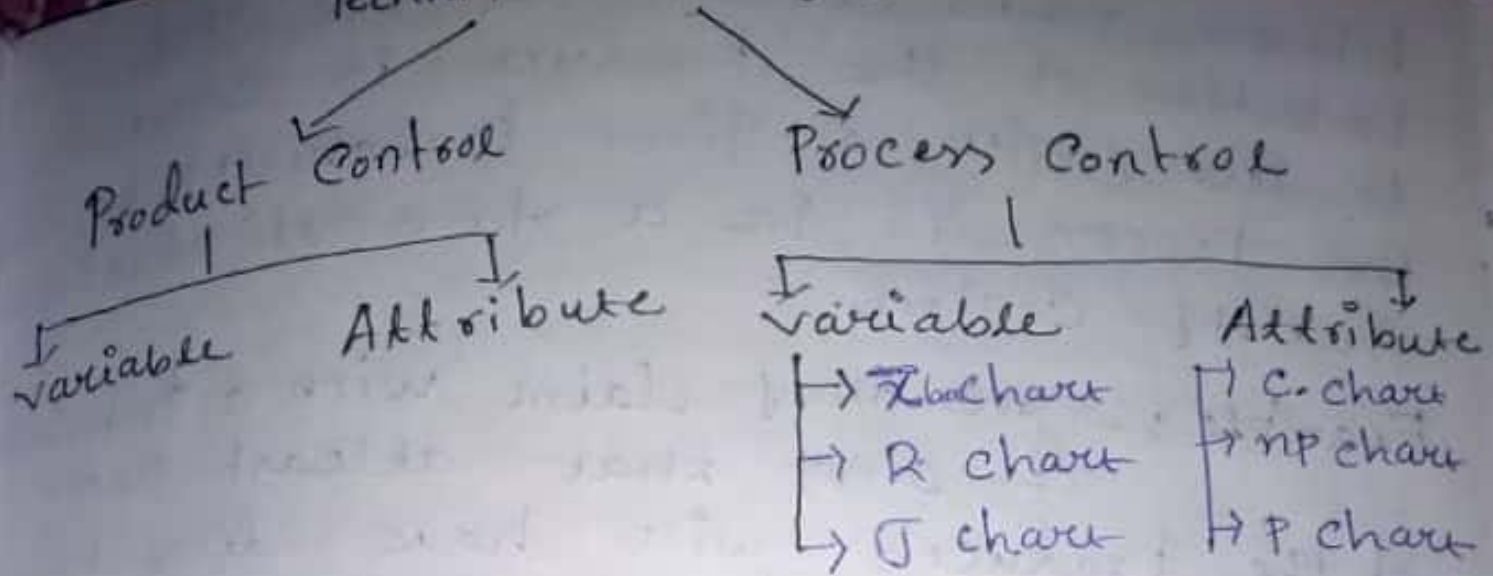 Product Control
Process Control
Variable
Attribute
Variable
Attribute
x̄ bar chart
C. chart
R chart
np chart
σ chart
P chart